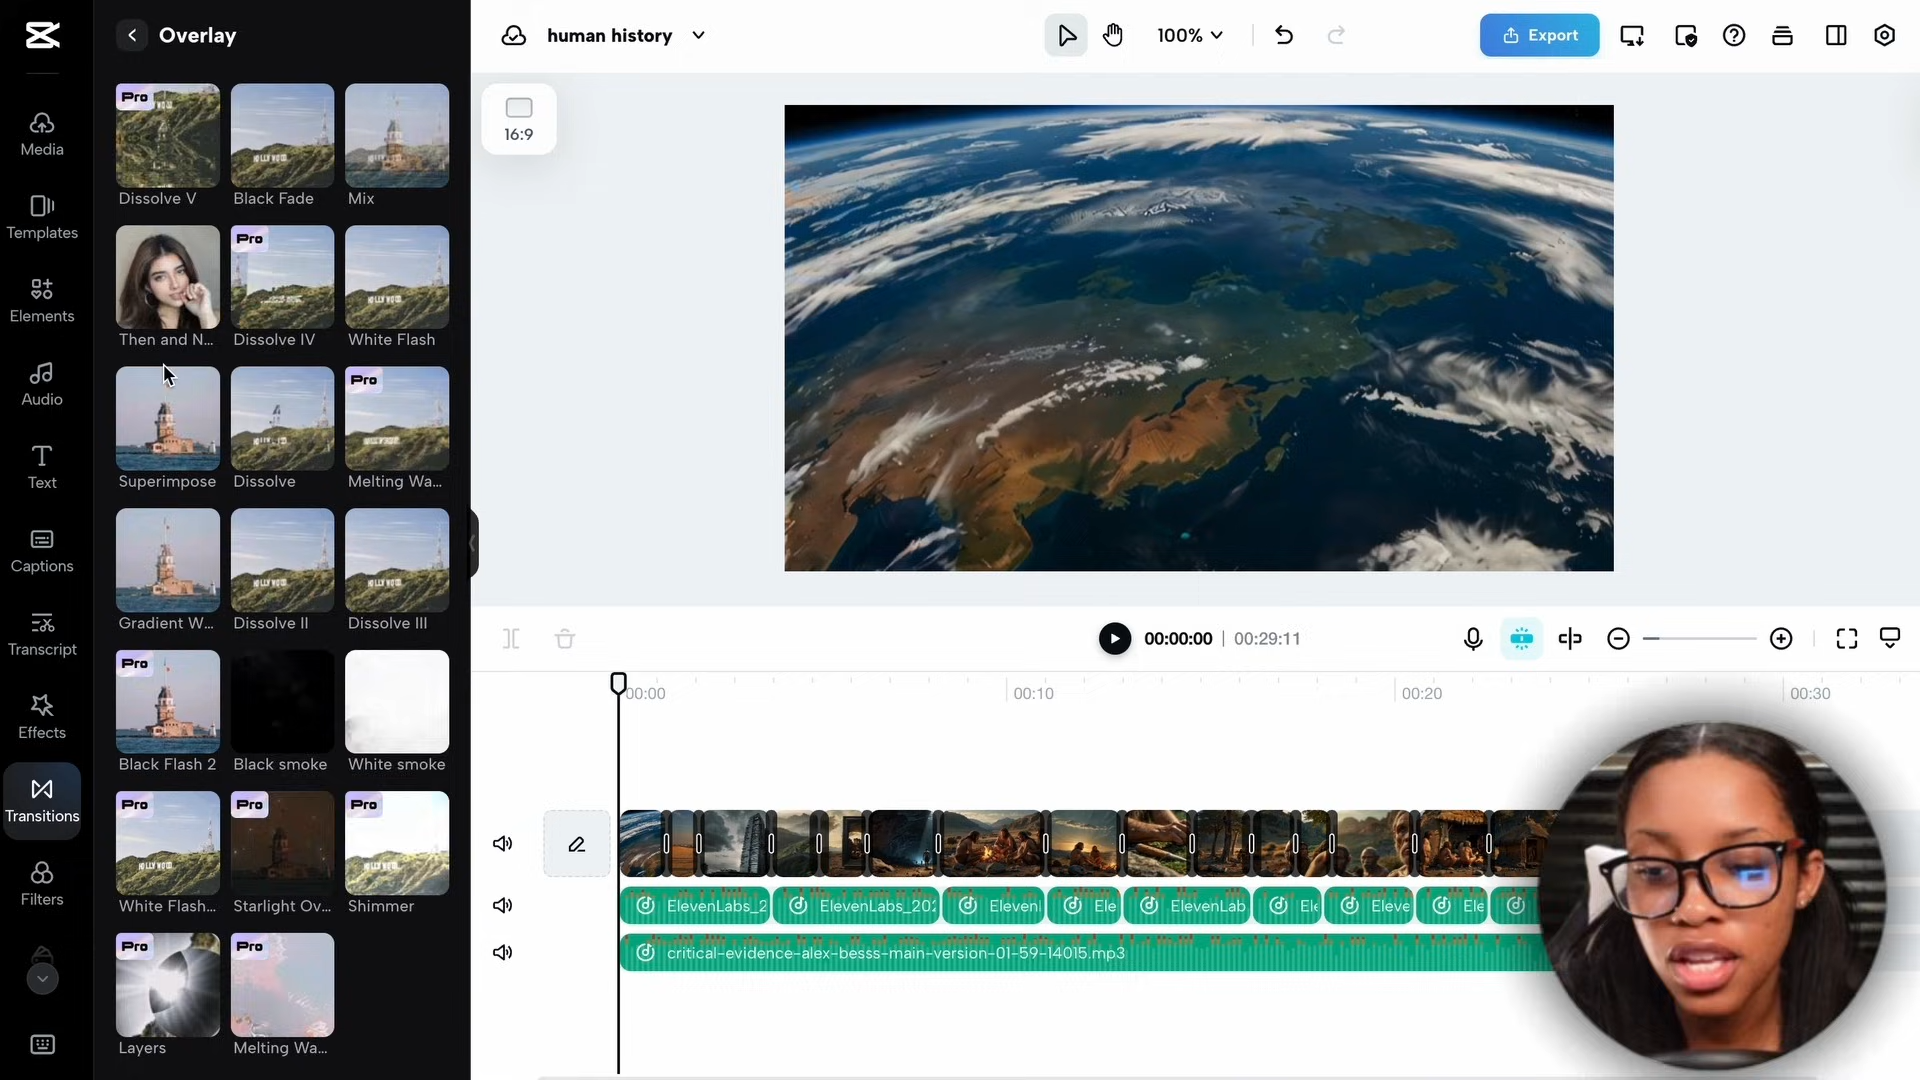 Overlay
human history
100%
Export
Media
Templates
Elements
Audio
Text
Captions
Transcript
Effects
Transitions
Filters
Pro
Dissolve V
Black Fade
Mix
Pro
Then and N...
Dissolve IV
White Flash
Pro
Superimpose
Dissolve
Melting Wa...
Gradient W...
Dissolve II
Dissolve III
Pro
Black Flash 2
Black smoke
White smoke
Pro
Pro
Pro
White Flash...
Starlight Ov...
Shimmer
Pro
Pro
Layers
Melting Wa...
16:9
00:00:00 | 00:29:11
00:00
00:10
00:20
00:30
ElevenLabs_2
ElevenLabs_202
Elevenl
Ele
ElevenLab
Ele
Eleve
Ele
critical-evidence-alex-besss-main-version-01-59-14015.mp3